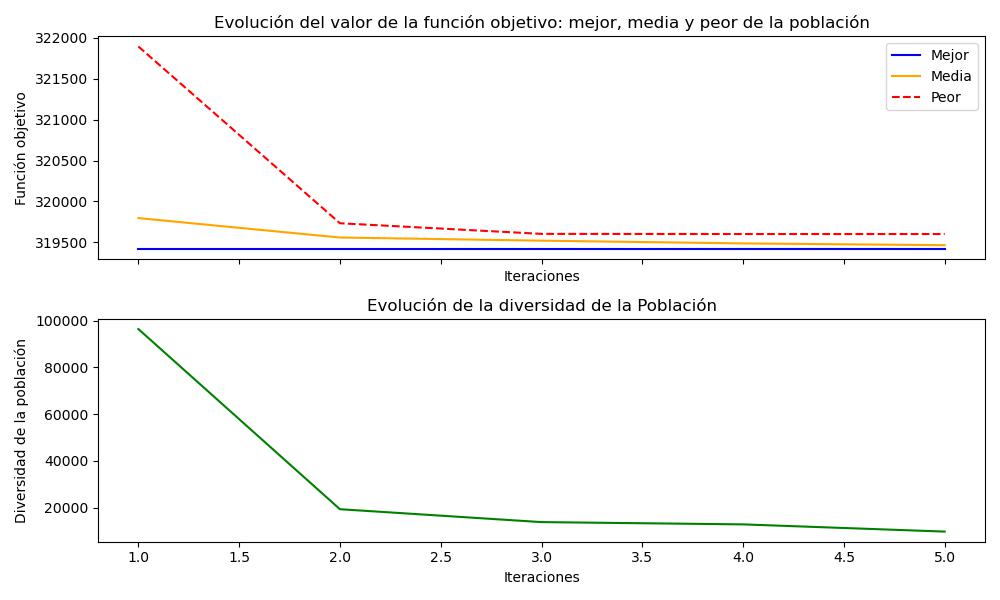 Evolución del valor de la función objetivo: mejor, media y peor de la población
322000
321500
321000
320500
320000
319500
Función objetivo
Mejor
Media
Peor
Iteraciones
Evolución de la diversidad de la Población
100000
80000
60000
40000
20000
Diversidad de la población
1.0 1.5 2.0 2.5 3.0 3.5 4.0 4.5 5.0
Iteraciones